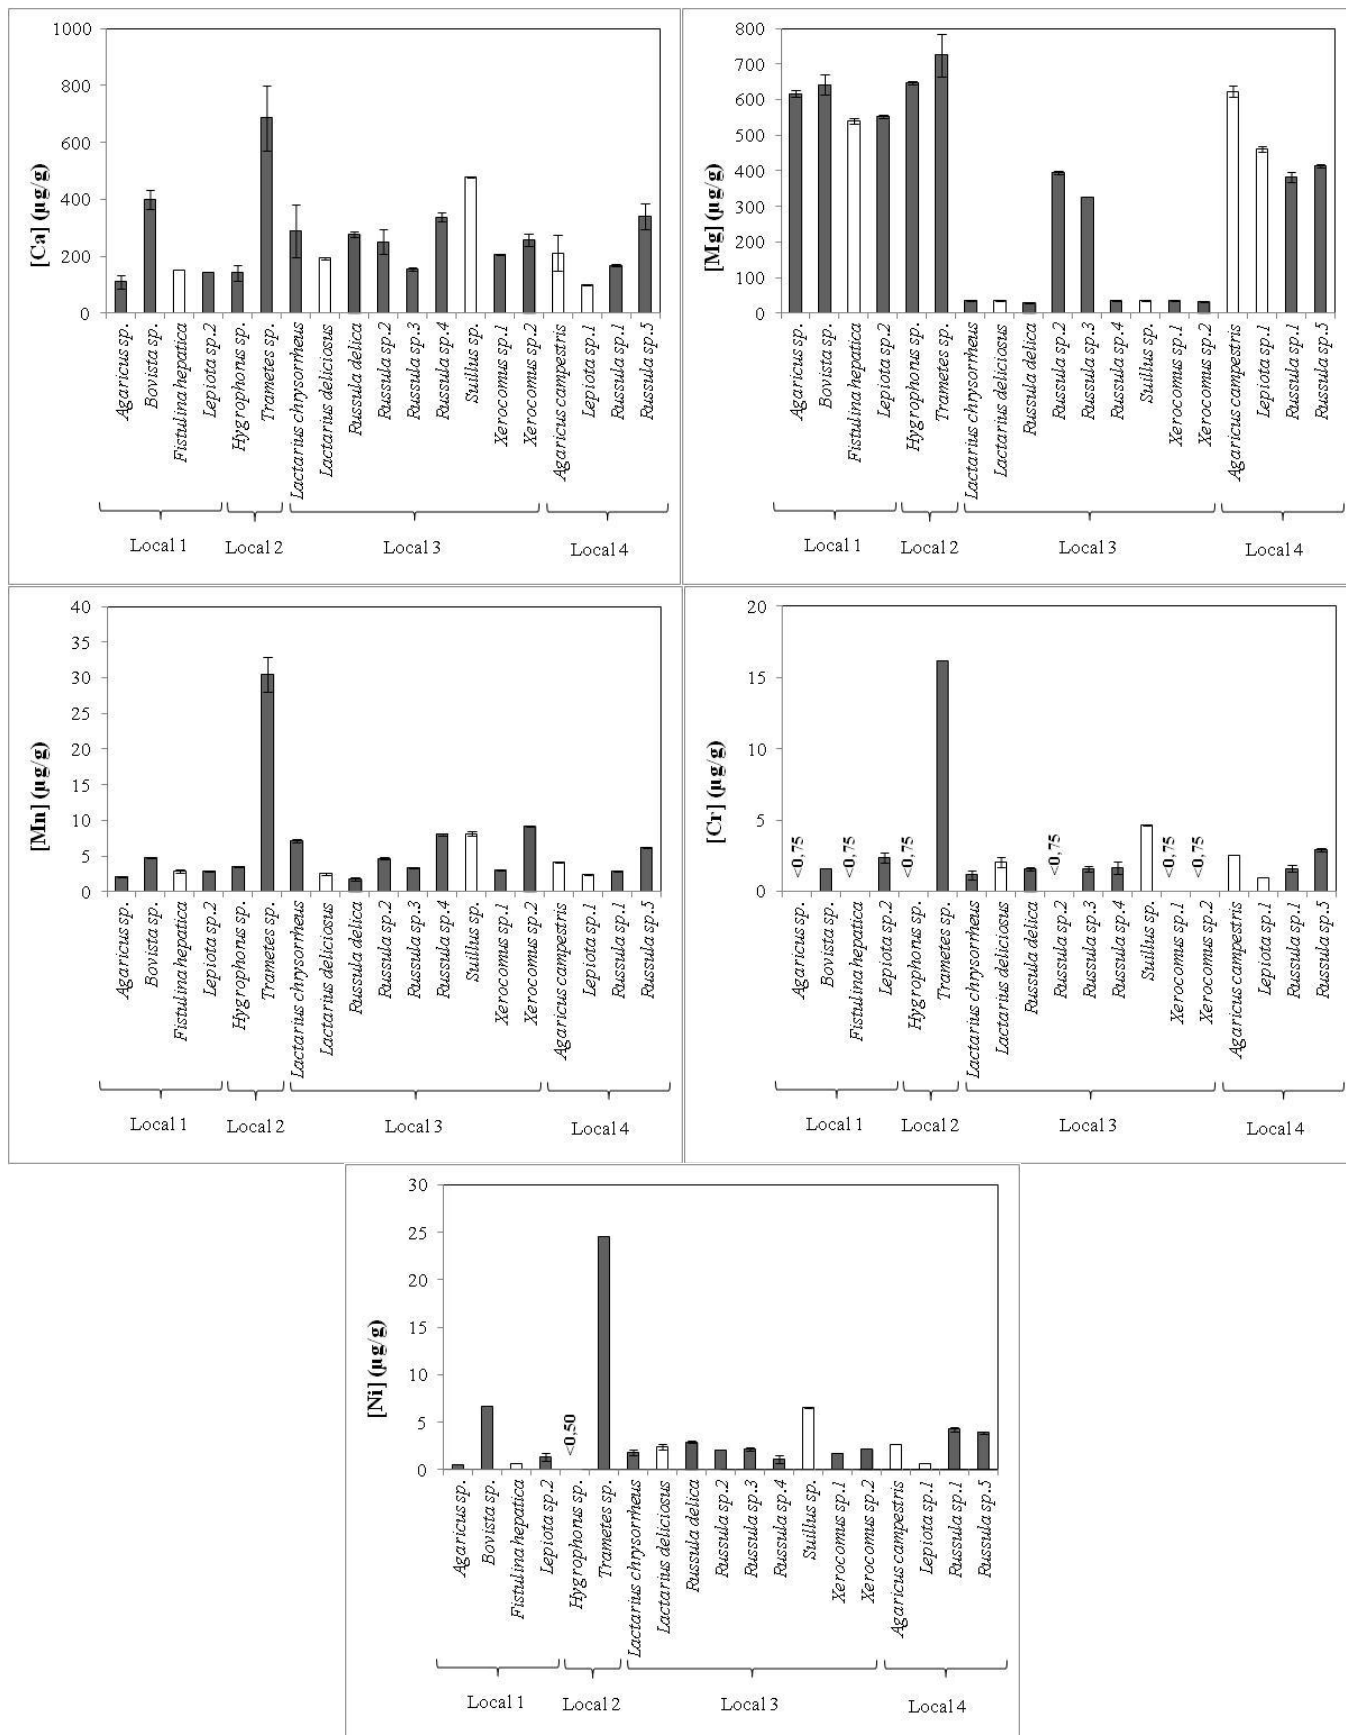 [Ca] (µg/g)
1000
800
600
400
200
0
Agaricus sp.
Bovista sp.
Fistulina hepatica
Lepiota sp.2
Hygrophorus sp.
Trametes sp.
Lactarius chrysorrheus
Lactarius deliciosus
Russula delica
Russula sp.2
Russula sp.3
Russula sp.4
Suillus sp.
Xerocomus sp.1
Xerocomus sp.2
Agaricus campestris
Lepiota sp.1
Russula sp.1
Russula sp.5
Local 1
Local 2
Local 3
Local 4
[Mg] (µg/g)
800
700
600
500
400
300
200
100
0
Agaricus sp.
Bovista sp.
Fistulina hepatica
Lepiota sp.2
Hygrophorus sp.
Trametes sp.
Lactarius chrysorrheus
Lactarius deliciosus
Russula delica
Russula sp.2
Russula sp.3
Russula sp.4
Suillus sp.
Xerocomus sp.1
Xerocomus sp.2
Agaricus campestris
Lepiota sp.1
Russula sp.1
Russula sp.5
Local 1
Local 2
Local 3
Local 4
[Mn] (µg/g)
40
35
30
25
20
15
10
5
0
Agaricus sp.
Bovista sp.
Fistulina hepatica
Lepiota sp.2
Hygrophorus sp.
Trametes sp.
Lactarius chrysorrheus
Lactarius deliciosus
Russula delica
Russula sp.2
Russula sp.3
Russula sp.4
Suillus sp.
Xerocomus sp.1
Xerocomus sp.2
Agaricus campestris
Lepiota sp.1
Russula sp.1
Russula sp.5
Local 1
Local 2
Local 3
Local 4
[Cr] (µg/g)
20
15
10
5
0
<0,75
<0,75
<0,75
<0,75
<0,75
<0,75
Agaricus sp.
Bovista sp.
Fistulina hepatica
Lepiota sp.2
Hygrophorus sp.
Trametes sp.
Lactarius chrysorrheus
Lactarius deliciosus
Russula delica
Russula sp.2
Russula sp.3
Russula sp.4
Suillus sp.
Xerocomus sp.1
Xerocomus sp.2
Agaricus campestris
Lepiota sp.1
Russula sp.1
Russula sp.5
Local 1
Local 2
Local 3
Local 4
[Ni] (µg/g)
30
25
20
15
10
5
0
<0,50
Agaricus sp.
Bovista sp.
Fistulina hepatica
Lepiota sp.2
Hygrophorus sp.
Trametes sp.
Lactarius chrysorrheus
Lactarius deliciosus
Russula delica
Russula sp.2
Russula sp.3
Russula sp.4
Suillus sp.
Xerocomus sp.1
Xerocomus sp.2
Agaricus campestris
Lepiota sp.1
Russula sp.1
Russula sp.5
Local 1
Local 2
Local 3
Local 4